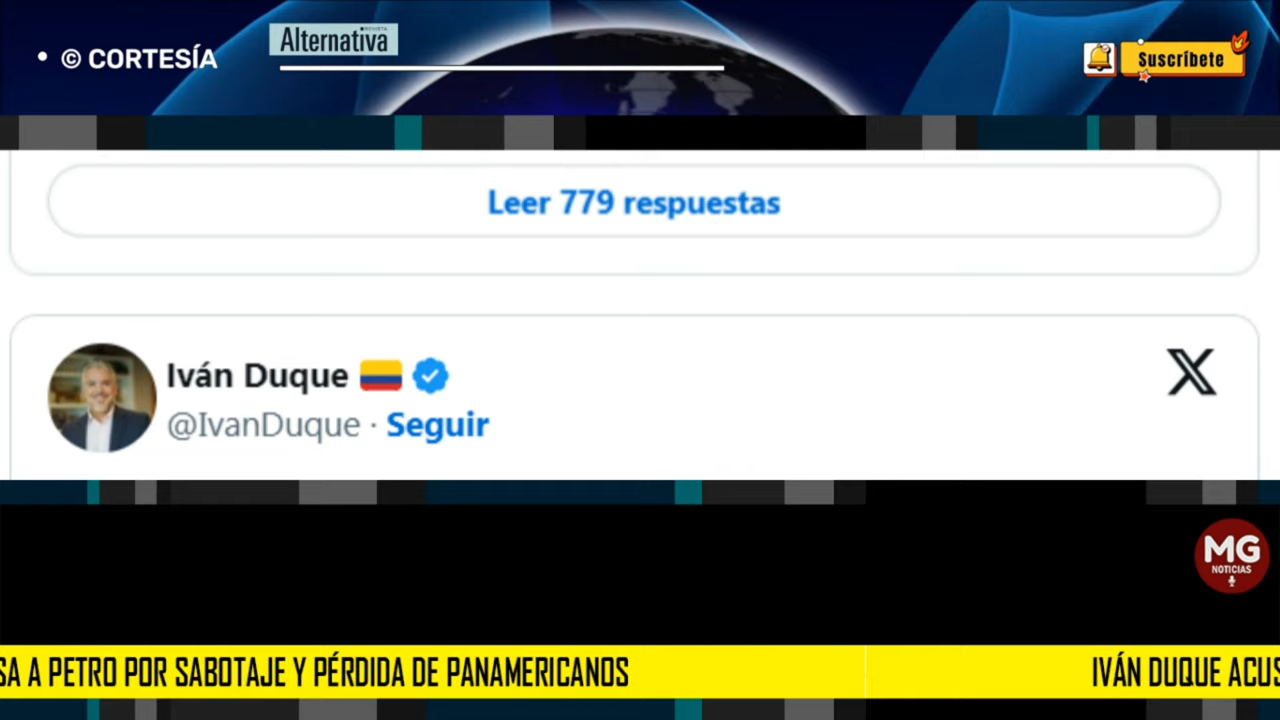 • © CORTESÍA
REVISTA
Alternativa
Suscríbete
Leer 779 respuestas
Iván Duque
@IvanDuque · Seguir
MG
NOTICIAS
SA A PETRO POR SABOTAJE Y PÉRDIDA DE PANAMERICANOS
IVÁN DUQUE ACUS